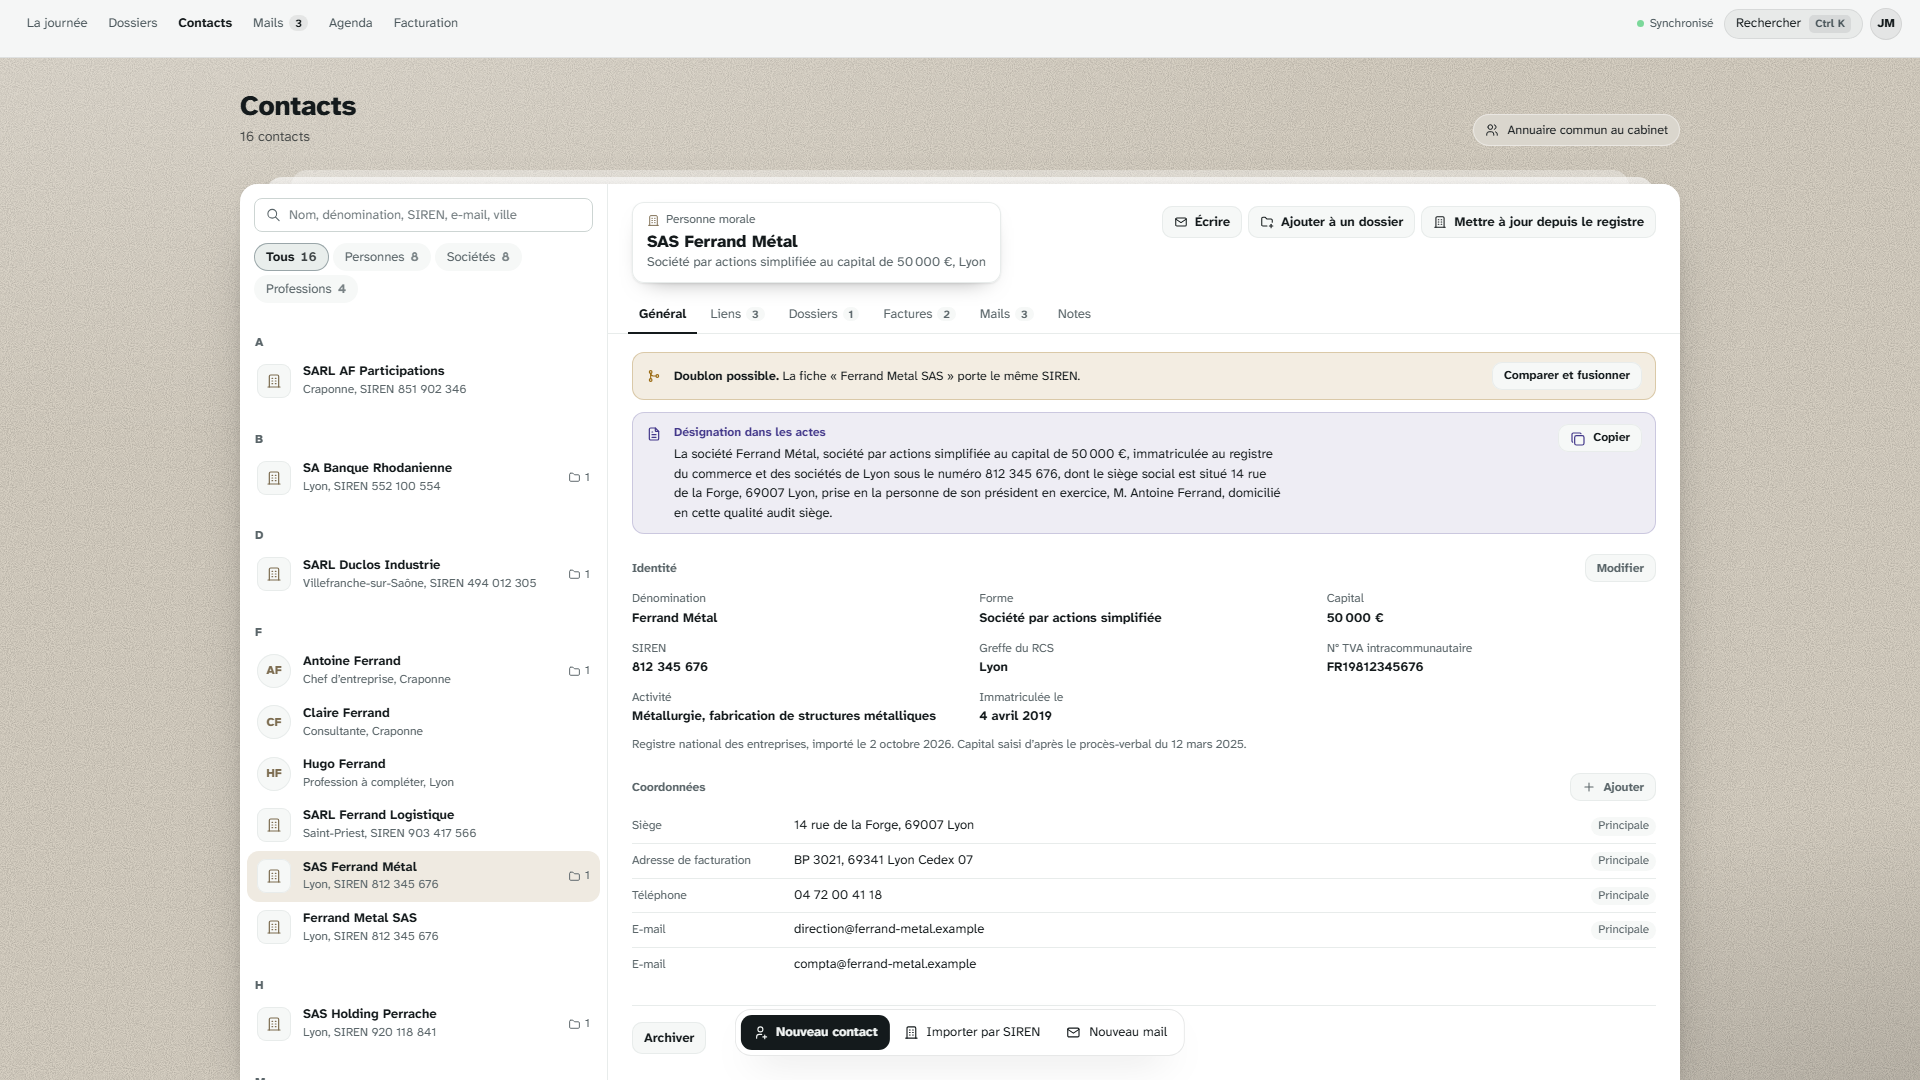 La journée
Dossiers
Contacts
Mails 3
Agenda
Facturation
Synchronisé
Rechercher Ctrl K
JM
Contacts
16 contacts
Annuaire commun au cabinet
Nom, dénomination, SIREN, e-mail, ville
Tous 16
Personnes 8
Sociétés 8
Professions 4
A
SARL AF Participations
Craponne, SIREN 851 902 346
B
SA Banque Rhodanienne
Lyon, SIREN 552 100 554
1
D
SARL Duclos Industrie
Villefranche-sur-Saône, SIREN 494 012 305
1
F
AF
Antoine Ferrand
Chef d'entreprise, Craponne
1
CF
Claire Ferrand
Consultante, Craponne
HF
Hugo Ferrand
Profession à compléter, Lyon
SARL Ferrand Logistique
Saint-Priest, SIREN 903 417 566
SAS Ferrand Métal
Lyon, SIREN 812 345 676
1
Ferrand Metal SAS
Lyon, SIREN 812 345 676
H
SAS Holding Perrache
Lyon, SIREN 920 118 841
1
Personne morale
SAS Ferrand Métal
Société par actions simplifiée au capital de 50 000 €, Lyon
Écrire
Ajouter à un dossier
Mettre à jour depuis le registre
Général
Liens 3
Dossiers 1
Factures 2
Mails 3
Notes
Doublon possible. La fiche « Ferrand Metal SAS » porte le même SIREN.
Comparer et fusionner
Désignation dans les actes
Copier
La société Ferrand Métal, société par actions simplifiée au capital de 50 000 €, immatriculée au registre
du commerce et des sociétés de Lyon sous le numéro 812 345 676, dont le siège social est situé 14 rue
de la Forge, 69007 Lyon, prise en la personne de son président en exercice, M. Antoine Ferrand, domicilié
en cette qualité audit siège.
Identité
Modifier
Dénomination
Ferrand Métal
Forme
Société par actions simplifiée
Capital
50 000 €
SIREN
812 345 676
Greffe du RCS
Lyon
N° TVA intracommunautaire
FR19812345676
Activité
Métallurgie, fabrication de structures métalliques
Immatriculée le
4 avril 2019
Registre national des entreprises, importé le 2 octobre 2026. Capital saisi d'après le procès-verbal du 12 mars 2025.
Coordonnées
Ajouter
Siège
14 rue de la Forge, 69007 Lyon
Principale
Adresse de facturation
BP 3021, 69341 Lyon Cedex 07
Principale
Téléphone
04 72 00 41 18
Principale
E-mail
direction@ferrand-metal.example
Principale
E-mail
compta@ferrand-metal.example
Archiver
Nouveau contact
Importer par SIREN
Nouveau mail